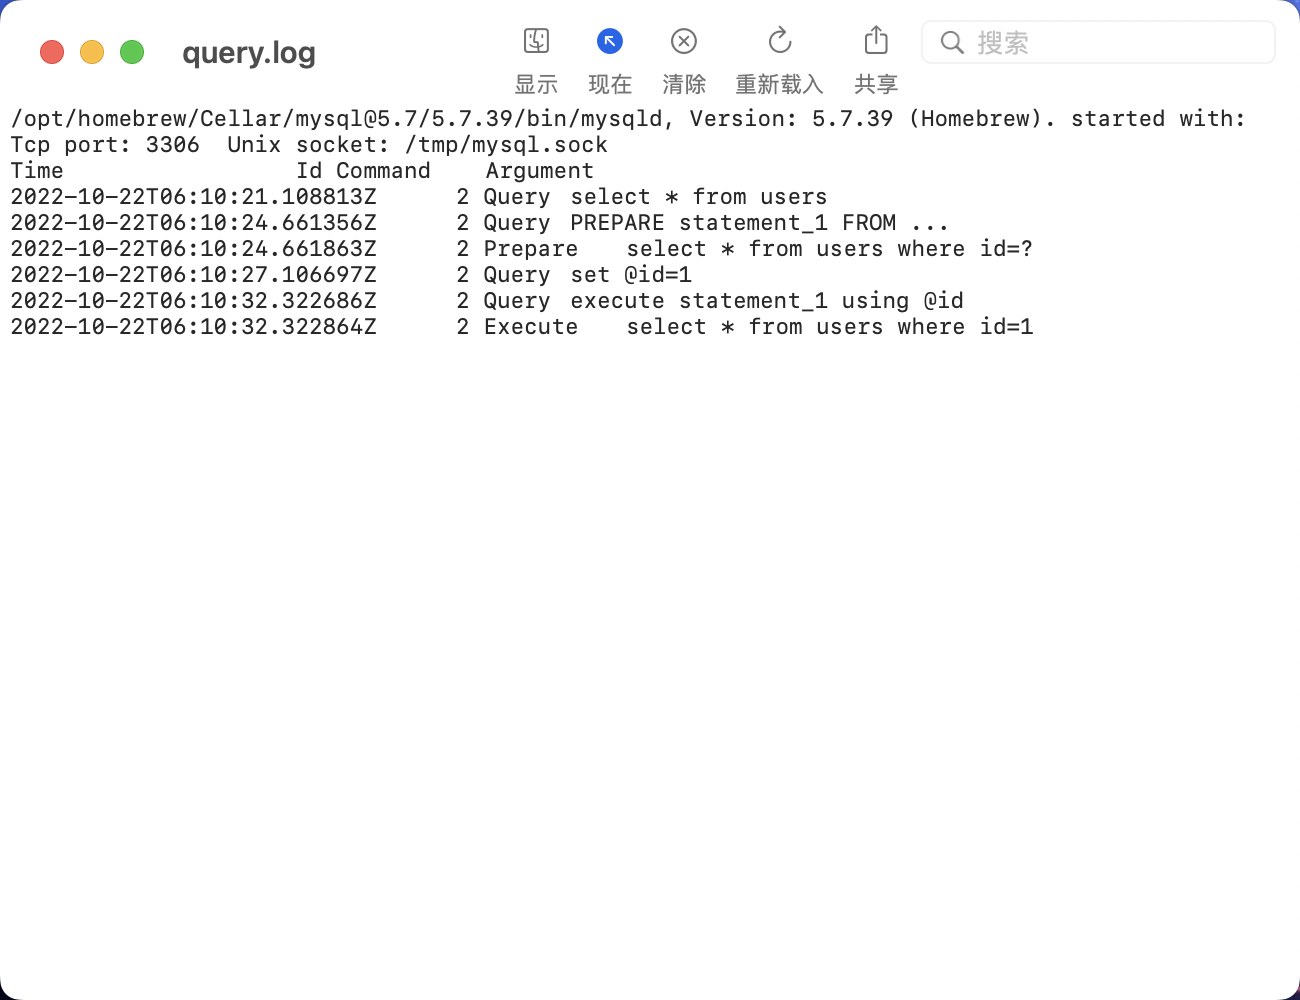 query.log
显示 现在 清除 重新载入 共享 搜索
/opt/homebrew/Cellar/mysql@5.7/5.7.39/bin/mysqld, Version: 5.7.39 (Homebrew). started with:
Tcp port: 3306  Unix socket: /tmp/mysql.sock
Time                 Id Command    Argument
2022-10-22T06:10:21.108813Z      2 Query select * from users
2022-10-22T06:10:24.661356Z      2 Query PREPARE statement_1 FROM ...
2022-10-22T06:10:24.661863Z      2 Prepare   select * from users where id=?
2022-10-22T06:10:27.106697Z      2 Query set @id=1
2022-10-22T06:10:32.322686Z      2 Query execute statement_1 using @id
2022-10-22T06:10:32.322864Z      2 Execute   select * from users where id=1